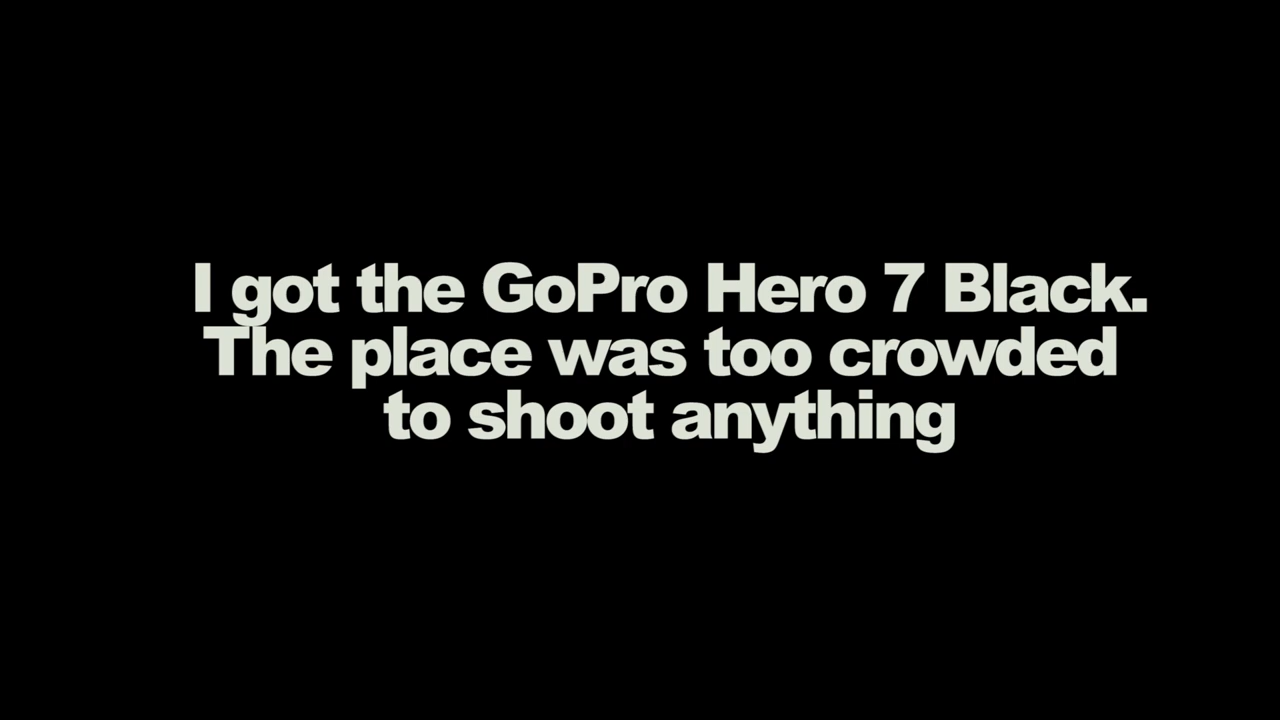 I got the GoPro Hero 7 Black.
The place was too crowded
to shoot anything